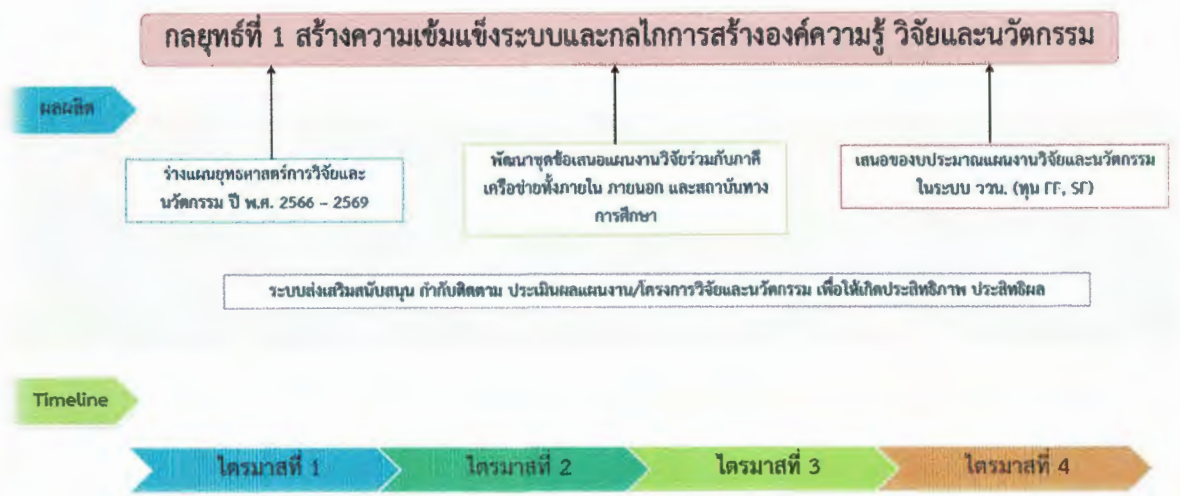 กลยุทธ์ที่ 1 สร้างความเข้มแข็งระบบและกลไกการสร้างองค์ความรู้ วิจัยและนวัตกรรม
ผลผลิต
ร่างแผนยุทธศาสตร์การวิจัยและ
นวัตกรรม ปี พ.ศ. 2566 – 2569
พัฒนาชุดข้อเสนอแผนงานวิจัยร่วมกับภาคี
เครือข่ายทั้งภายใน ภายนอก และสถาบันทาง
การศึกษา
เสนอของบประมาณแผนงานวิจัยและนวัตกรรม
ในระบบ ววน. (ทุน FF, SF)
ระบบส่งเสริมสนับสนุน กำกับติดตาม ประเมินผลแผนงาน/โครงการวิจัยและนวัตกรรม เพื่อให้เกิดประสิทธิภาพ ประสิทธิผล
Timeline
ไตรมาสที่ 1
ไตรมาสที่ 2
ไตรมาสที่ 3
ไตรมาสที่ 4